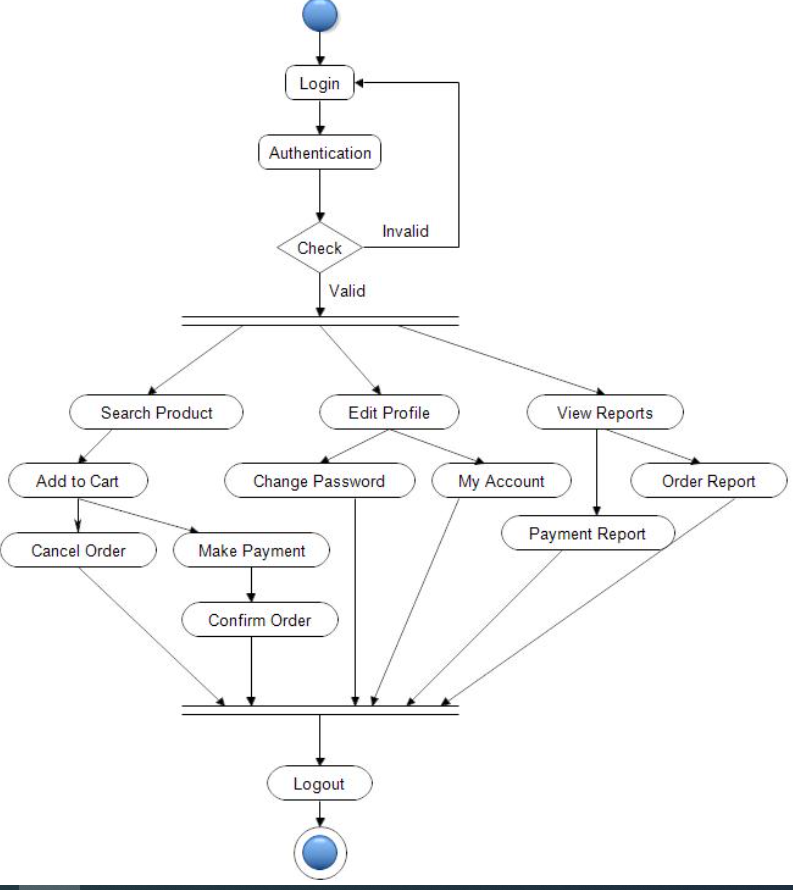 Login
Authentication
Invalid
Check
Valid
Search Product
Edit Profile
View Reports
Add to Cart
Change Password
My Account
Order Report
Payment Report
Cancel Order
Make Payment
Confirm Order
Logout